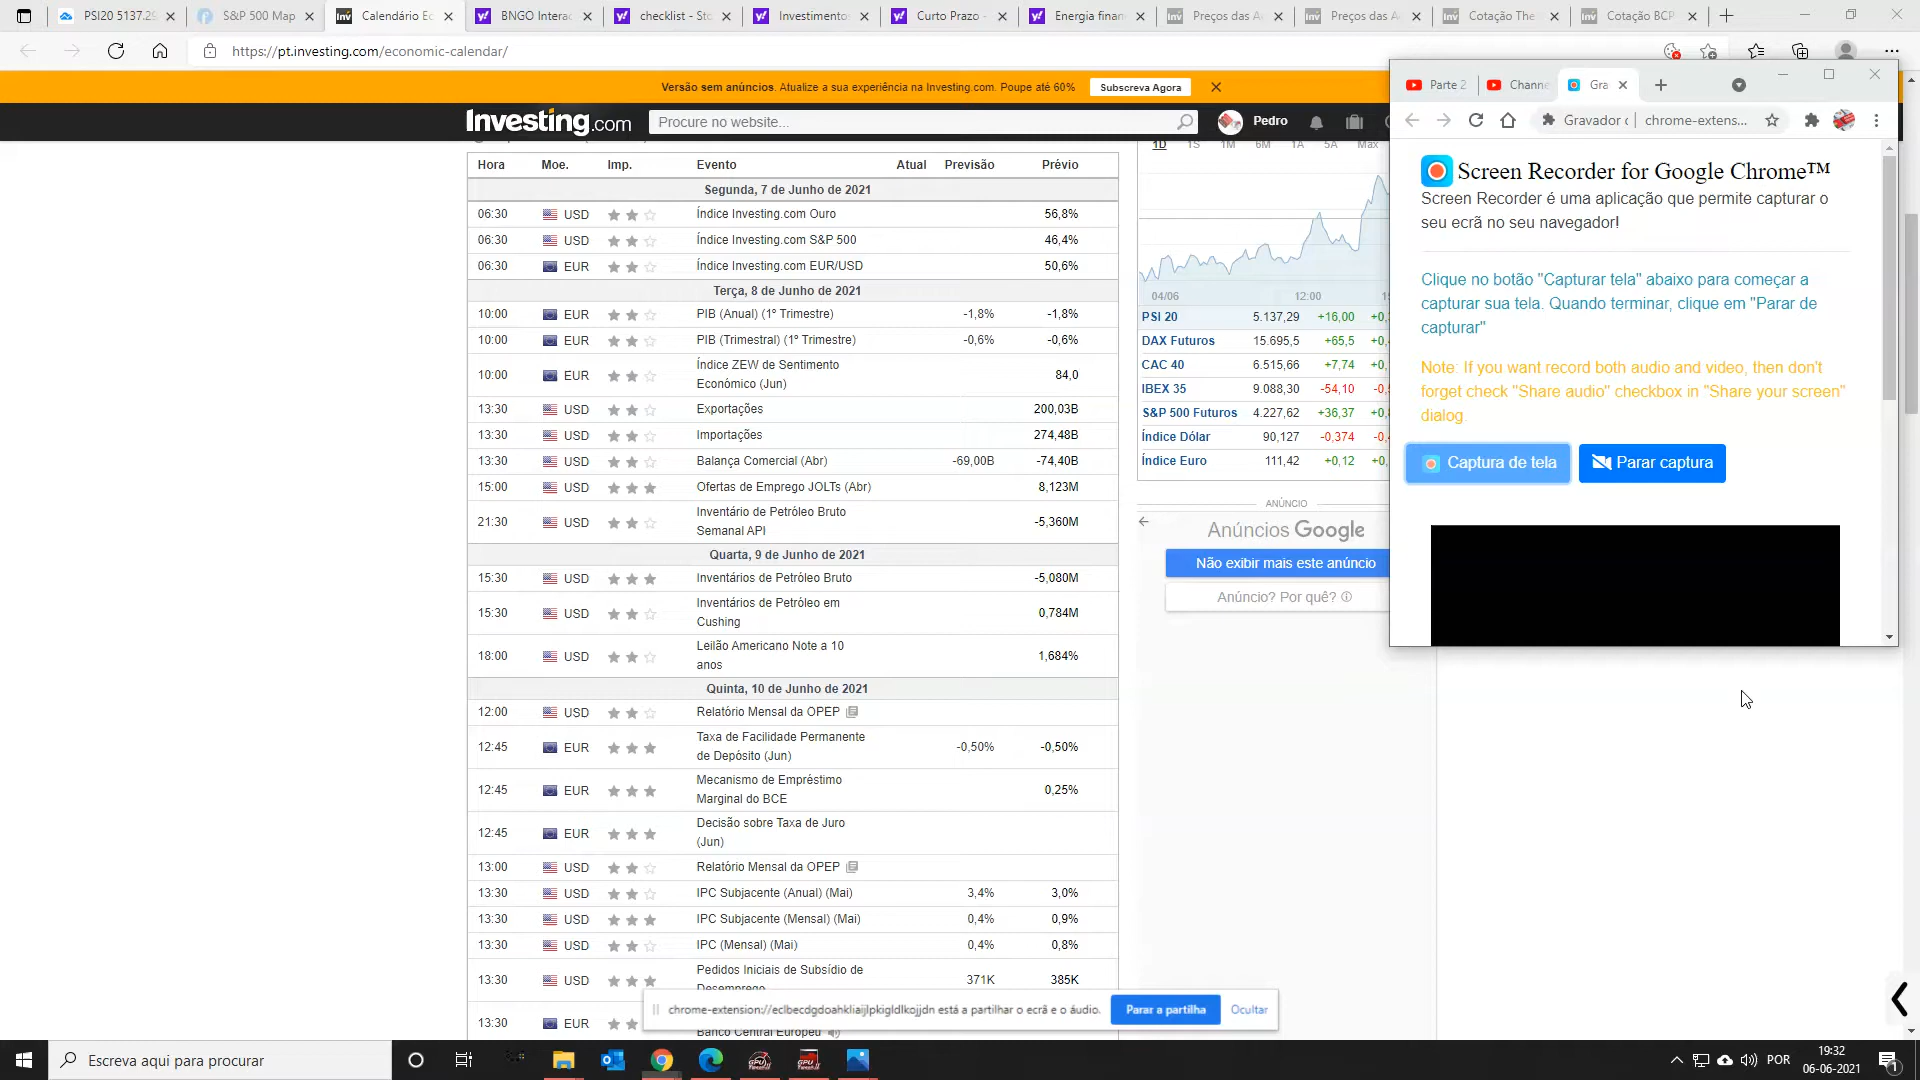 PSI20 5137.29
S&P 500 Map
Calendário Ec
BNGO Interac
checklist - Sto
Investimentos
Curto Prazo -
Energia finan
Preços das A
Preços das A
Cotação The
Cotação BCP
https://pt.investing.com/economic-calendar/
Versão sem anúncios. Atualize a sua experiência na Investing.com. Poupe até 60%
Subscreva Agora
Investing.com
Procure no website...
Pedro
Hora Moe. Imp. Evento Atual Previsão Prévio
Segunda, 7 de Junho de 2021
06:30 USD Índice Investing.com Ouro 56,8%
06:30 USD Índice Investing.com S&P 500 46,4%
06:30 EUR Índice Investing.com EUR/USD 50,6%
Terça, 8 de Junho de 2021
10:00 EUR PIB (Anual) (1º Trimestre) -1,8% -1,8%
10:00 EUR PIB (Trimestral) (1º Trimestre) -0,6% -0,6%
10:00 EUR Índice ZEW de Sentimento
Económico (Jun) 84,0
13:30 USD Exportações 200,03B
13:30 USD Importações 274,48B
13:30 USD Balança Comercial (Abr) -69,00B -74,40B
15:00 USD Ofertas de Emprego JOLTs (Abr) 8,123M
21:30 USD Inventário de Petróleo Bruto
Semanal API -5,360M
Quarta, 9 de Junho de 2021
15:30 USD Inventários de Petróleo Bruto -5,080M
15:30 USD Inventários de Petróleo em
Cushing 0,784M
18:00 USD Leilão Americano Note a 10
anos 1,684%
Quinta, 10 de Junho de 2021
12:00 USD Relatório Mensal da OPEP
12:45 EUR Taxa de Facilidade Permanente
de Depósito (Jun) -0,50% -0,50%
12:45 EUR Mecanismo de Empréstimo
Marginal do BCE 0,25%
12:45 EUR Decisão sobre Taxa de Juro
(Jun)
13:00 USD Relatório Mensal da OPEP
13:30 USD IPC Subjacente (Anual) (Mai) 3,4% 3,0%
13:30 USD IPC Subjacente (Mensal) (Mai) 0,4% 0,9%
13:30 USD IPC (Mensal) (Mai) 0,4% 0,8%
13:30 USD Pedidos Iniciais de Subsídio de
Desemprego 371K 385K
13:30 EUR
Banco Central Europeu
1D 1S 1M 6M 1A 5A Max
04/06 12:00
PSI 20 5.137,29 +16,00
DAX Futuros 15.695,5 +65,5
CAC 40 6.515,66 +7,74
IBEX 35 9.088,30 -54,10
S&P 500 Futuros 4.227,62 +36,37
Índice Dólar 90,127 -0,374
Índice Euro 111,42 +0,12
ANÚNCIO
Anúncios Google
Não exibir mais este anúncio
Anúncio? Por quê?
Parte 2
Channe
Gra
Gravador c
chrome-extens...
Screen Recorder for Google Chrome™
Screen Recorder é uma aplicação que permite capturar o
seu ecrã no seu navegador!
Clique no botão "Capturar tela" abaixo para começar a
capturar sua tela. Quando terminar, clique em "Parar de
capturar"
Note: If you want record both audio and video, then don't
forget check "Share audio" checkbox in "Share your screen"
dialog.
Captura de tela
Parar captura
chrome-extension://eclbecdgdoahkliaijlpkigldlkojjdn está a partilhar o ecrã e o áudio.
Parar a partilha
Ocultar
Escreva aqui para procurar
POR
19:32
06-06-2021
1